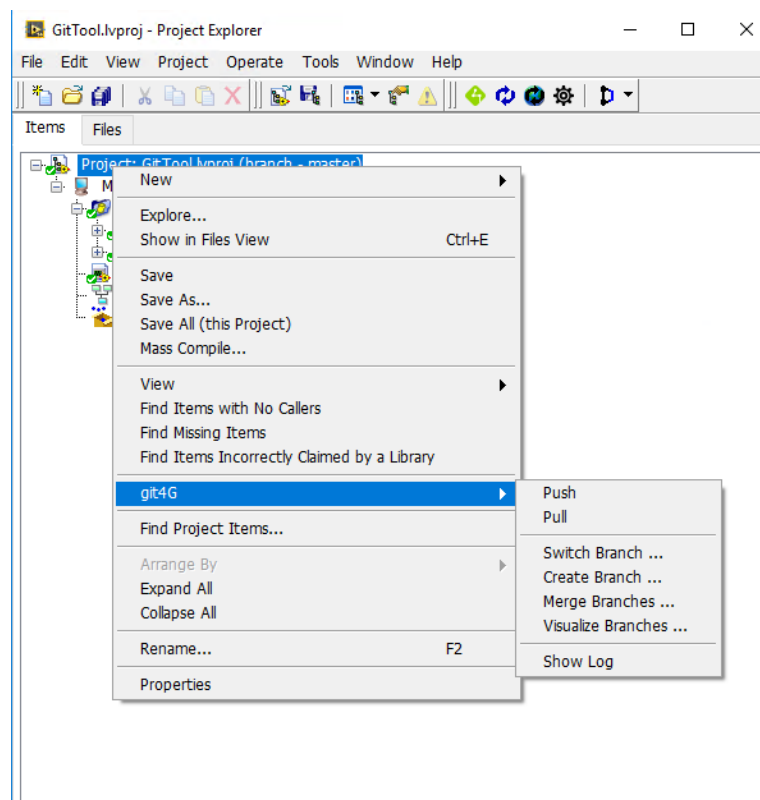 GitTool.lvproj - Project Explorer
File Edit View Project Operate Tools Window Help
Items Files
Project: GitTool.lvproj (branch - master)
M
New
Explore...
Show in Files View Ctrl+E
Save
Save As...
Save All (this Project)
Mass Compile...
View
Find Items with No Callers
Find Missing Items
Find Items Incorrectly Claimed by a Library
git4G
Find Project Items...
Arrange By
Expand All
Collapse All
Rename... F2
Properties
Push
Pull
Switch Branch ...
Create Branch ...
Merge Branches ...
Visualize Branches ...
Show Log